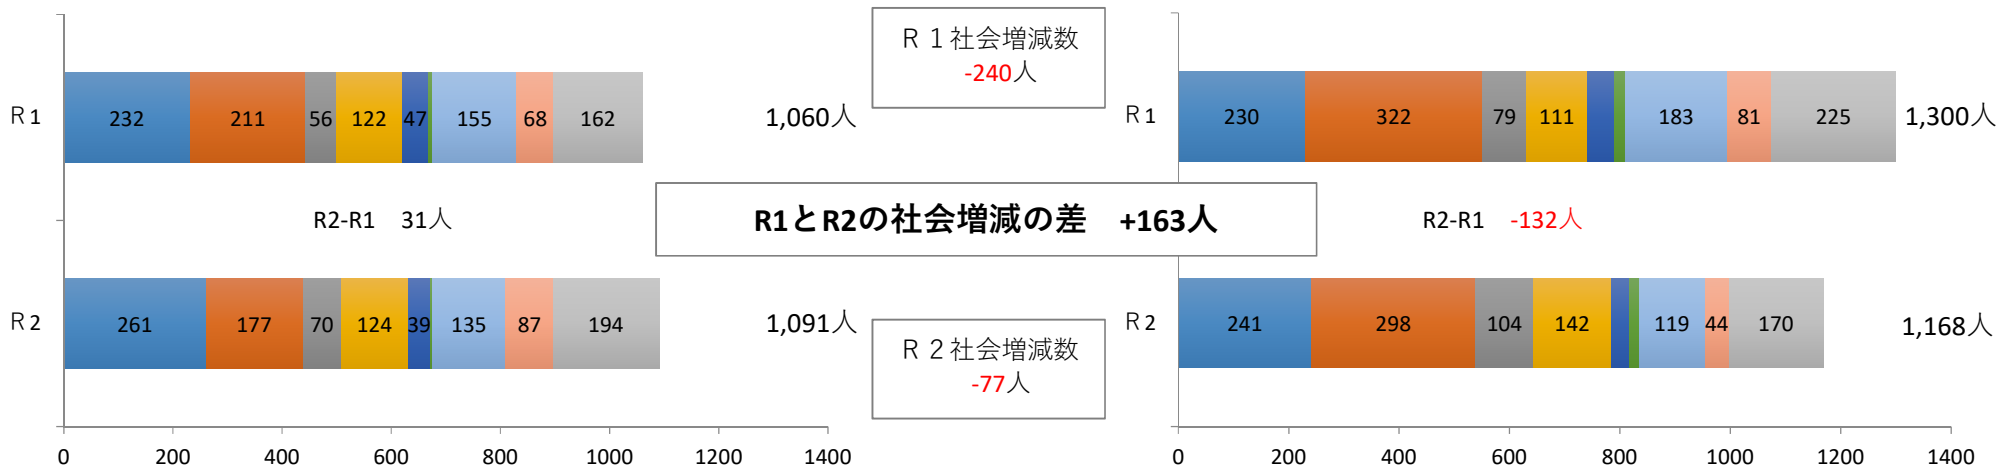 R1
232 211 56 122 47 155 68 162
1,060人
R2-R1 31人
R2
261 177 70 124 39 135 87 194
1,091人
0 200 400 600 800 1000 1200 1400
R 1社会増減数
-240人
R1とR2の社会増減の差 +163人
R 2社会増減数
-77人
R1
230 322 79 111 183 81 225
1,300人
R2-R1 -132人
R2
241 298 104 142 119 44 170
1,168人
0 200 400 600 800 1000 1200 1400